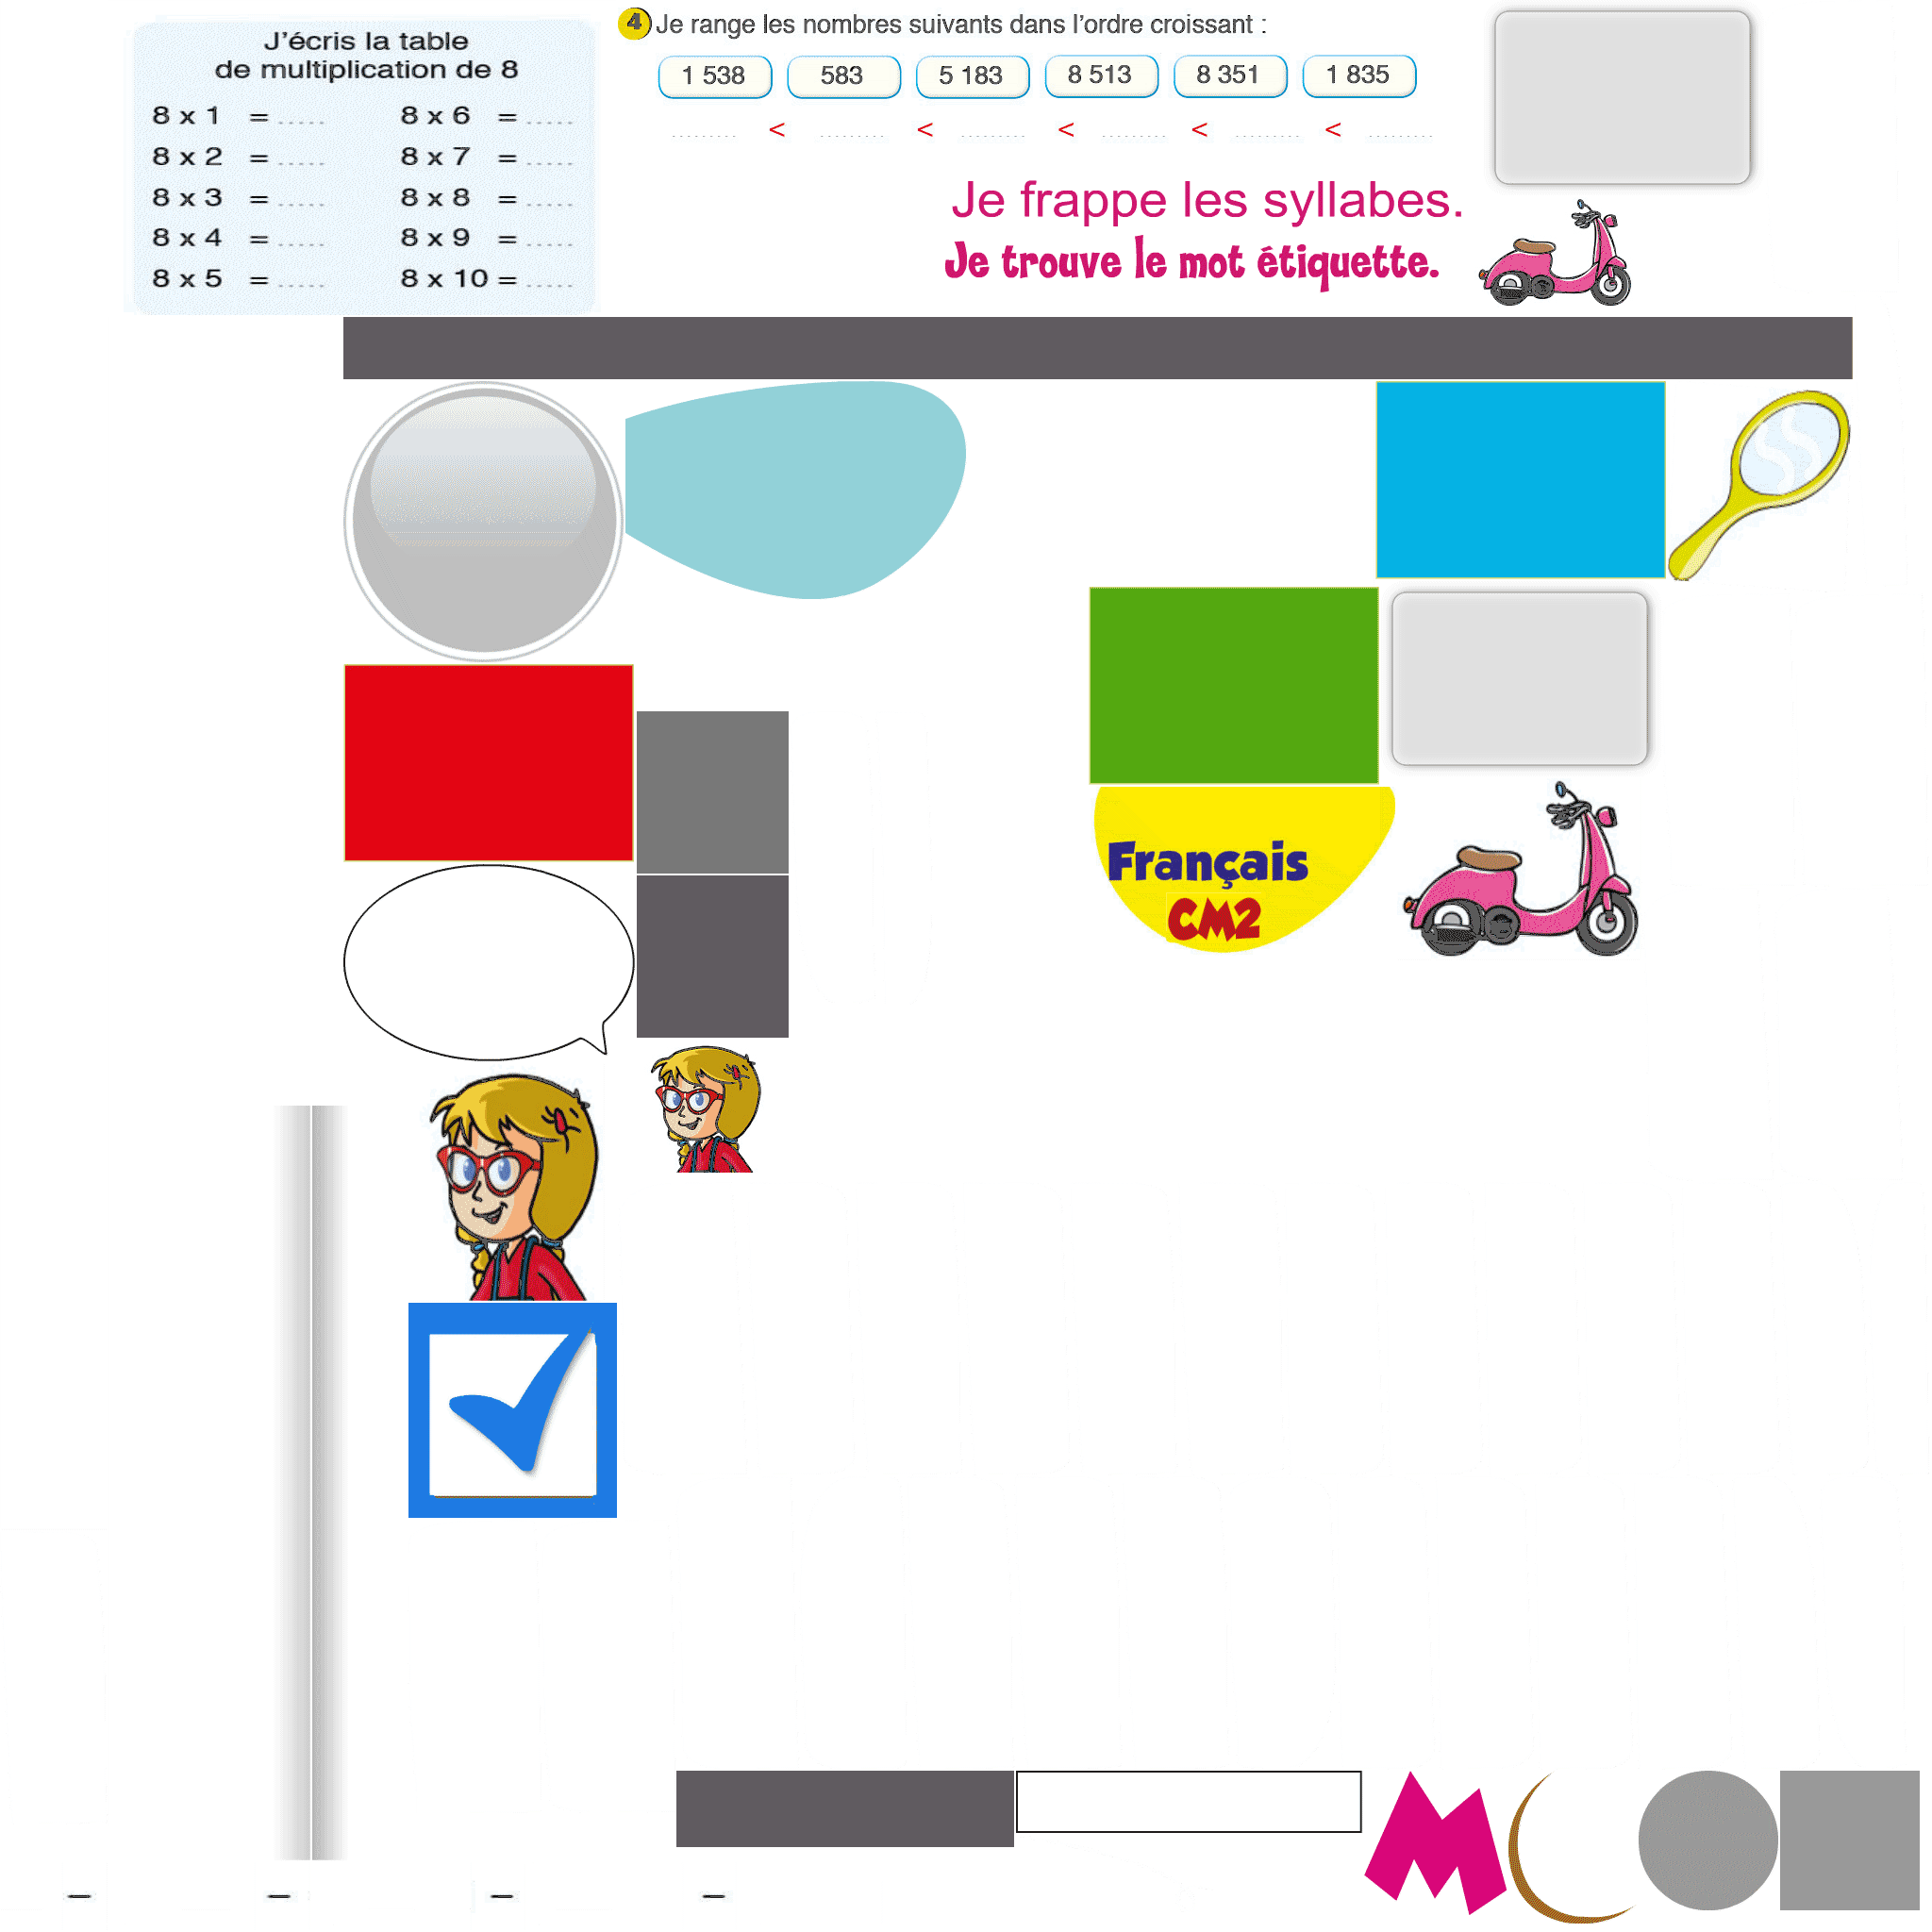 J'écris la table
de multiplication de 8
8 x 1 = ..... 8 x 6 = .....
8 x 2 = ..... 8 x 7 = .....
8 x 3 = ..... 8 x 8 = .....
8 x 4 = ..... 8 x 9 = .....
8 x 5 = ..... 8 x 10 = .....
4 Je range les nombres suivants dans l'ordre croissant :
1 538 583 5 183 8 513 8 351 1 835
........ < ........ < ........ < ........ < ........ < ........
Je frappe les syllabes.
Je trouve le mot étiquette.
Français
CM2
M